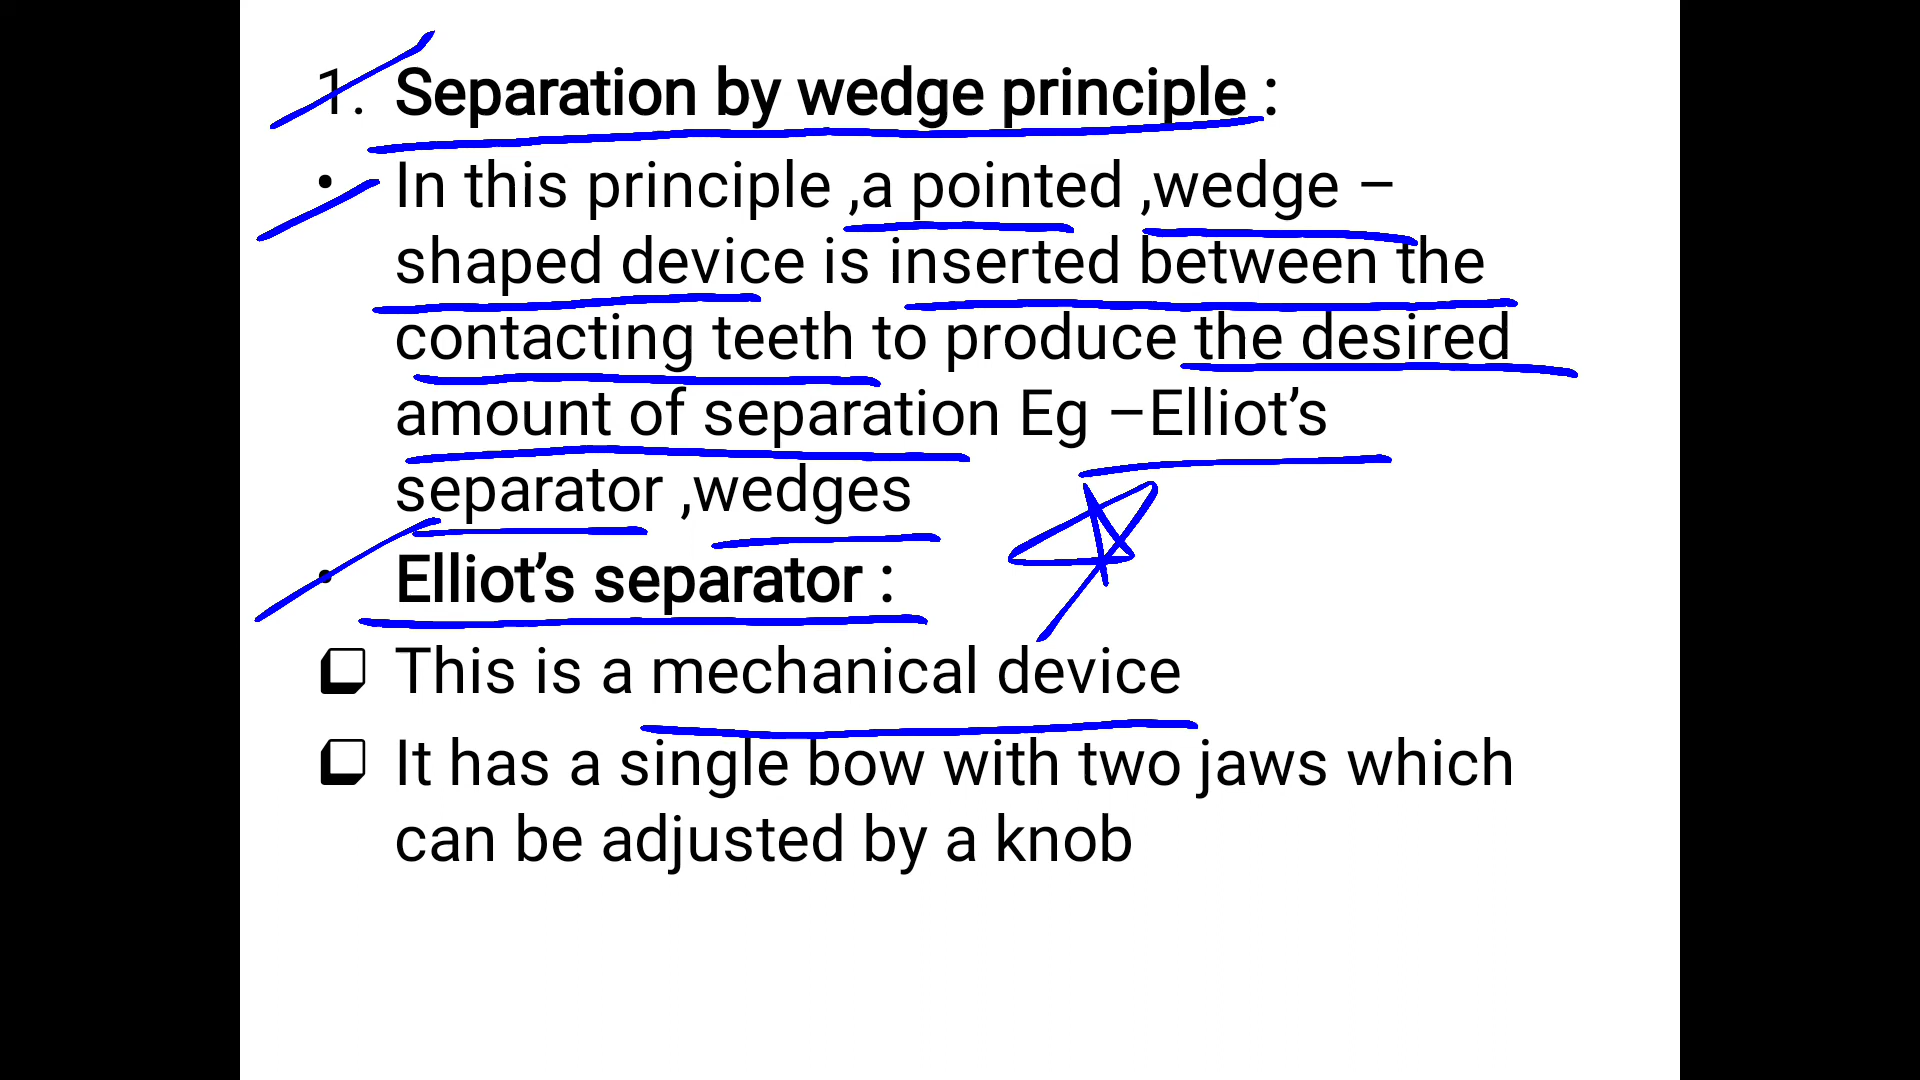 1. Separation by wedge principle :
• In this principle ,a pointed ,wedge –
shaped device is inserted between the
contacting teeth to produce the desired
amount of separation Eg –Elliot’s
separator ,wedges
• Elliot’s separator :
❑ This is a mechanical device
❑ It has a single bow with two jaws which
can be adjusted by a knob